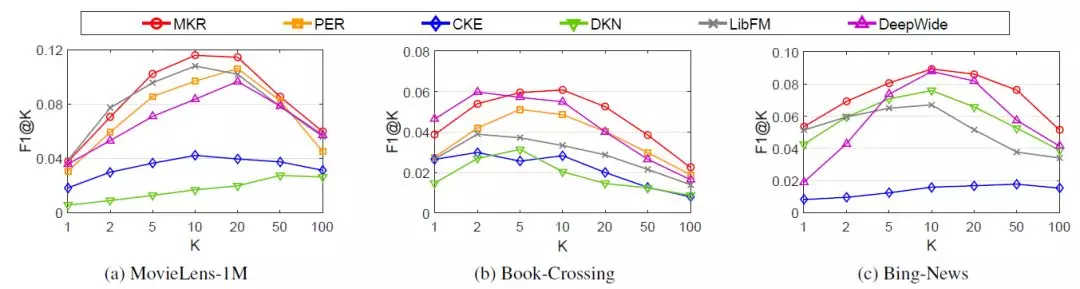 MKR PER CKE DKN LibFM DeepWide
0.12
0.08
0.04
0
F1@K
1 2 5 10 20 50 100
K
(a) MovieLens-1M
0.08
0.06
0.04
0.02
0
F1@K
1 2 5 10 20 50 100
K
(b) Book-Crossing
0.10
0.08
0.06
0.04
0.02
0
F1@K
1 2 5 10 20 50 100
K
(c) Bing-News